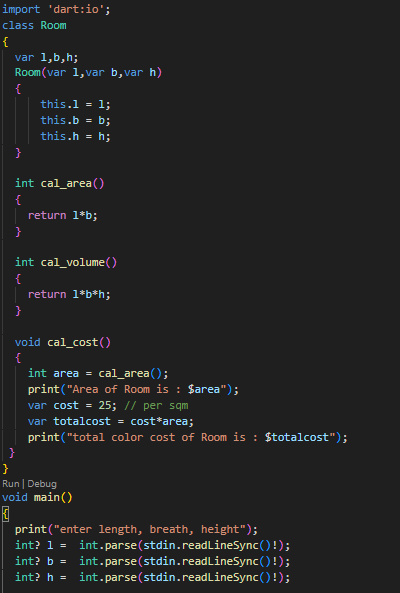 import 'dart:io';
class Room
{
  var l,b,h;
  Room(var l,var b,var h)
  {
      this.l = l;
      this.b = b;
      this.h = h;
  }
  int cal_area()
  {
    return l*b;
  }
  int cal_volume()
  {
    return l*b*h;
  }
  void cal_cost()
  {
    int area = cal_area();
    print("Area of Room is : $area");
    var cost = 25; // per sqm
    var totalcost = cost*area;
    print("total color cost of Room is : $totalcost");
 }
}
Run | Debug
void main()
{
  print("enter length, breath, height");
  int? l =  int.parse(stdin.readLineSync()!);
  int? b =  int.parse(stdin.readLineSync()!);
  int? h =  int.parse(stdin.readLineSync()!);